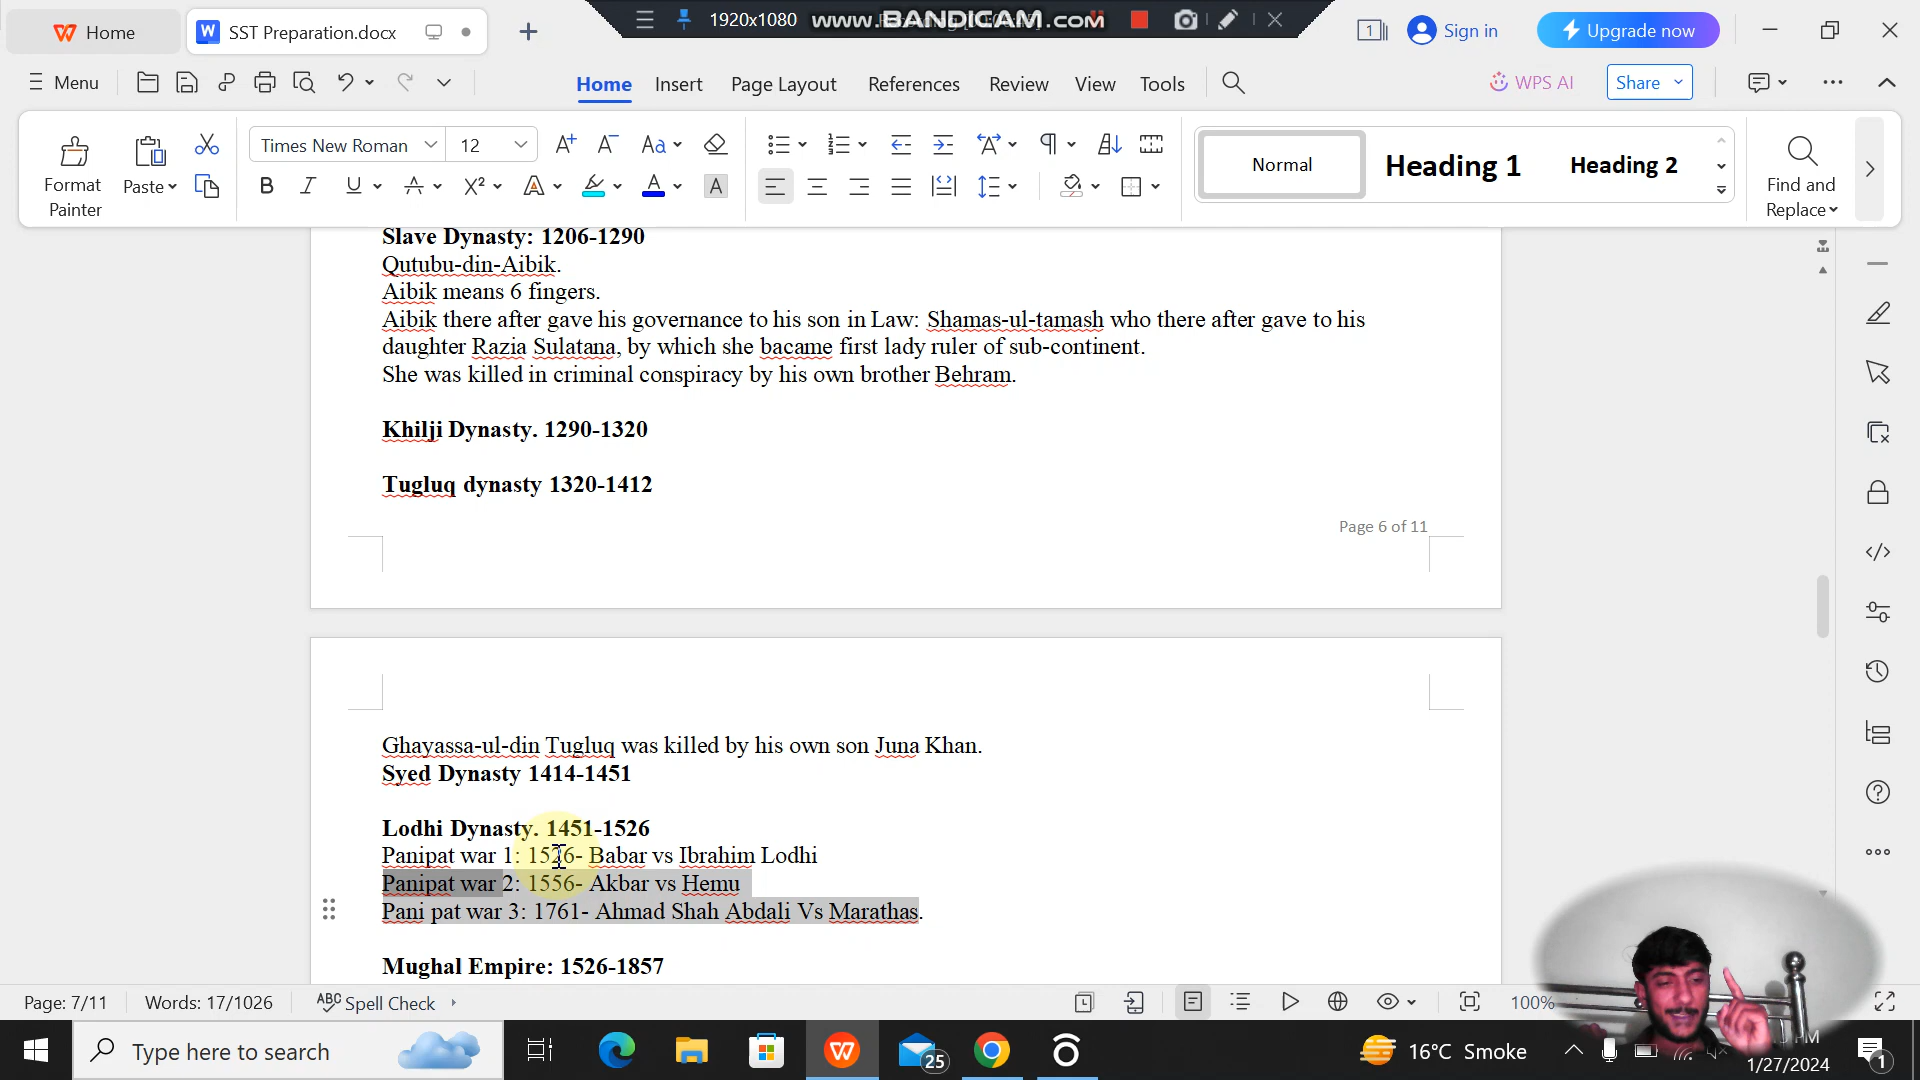 Home
SST Preparation.docx
1920x1080
www.BANDICAM.com
Sign in
Upgrade now
Menu
Home
Insert
Page Layout
References
Review
View
Tools
WPS AI
Share
Format
Painter
Paste
Times New Roman
12
Normal
Heading 1
Heading 2
Find and
Replace
Slave Dynasty: 1206-1290
Qutubu-din-Aibik.
Aibik means 6 fingers.
Aibik there after gave his governance to his son in Law: Shamas-ul-tamash who there after gave to his
daughter Razia Sulatana, by which she bacame first lady ruler of sub-continent.
She was killed in criminal conspiracy by his own brother Behram.
Khilji Dynasty. 1290-1320
Tugluq dynasty 1320-1412
Page 6 of 11
Ghayassa-ul-din Tugluq was killed by his own son Juna Khan.
Syed Dynasty 1414-1451
Lodhi Dynasty. 1451-1526
Panipat war 1: 1526- Babar vs Ibrahim Lodhi
Panipat war 2: 1556- Akbar vs Hemu
Pani pat war 3: 1761- Ahmad Shah Abdali Vs Marathas.
Mughal Empire: 1526-1857
Page: 7/11
Words: 17/1026
Spell Check
100%
Type here to search
25
16°C Smoke
1/27/2024
1